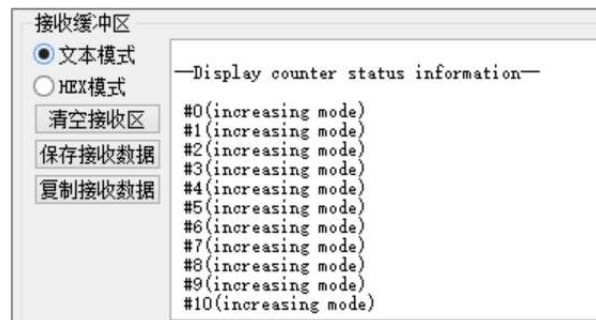 接收缓冲区
文本模式
HEX模式
清空接收区
保存接收数据
复制接收数据
—Display counter status information—
#0(increasing mode)
#1(increasing mode)
#2(increasing mode)
#3(increasing mode)
#4(increasing mode)
#5(increasing mode)
#6(increasing mode)
#7(increasing mode)
#8(increasing mode)
#9(increasing mode)
#10(increasing mode)